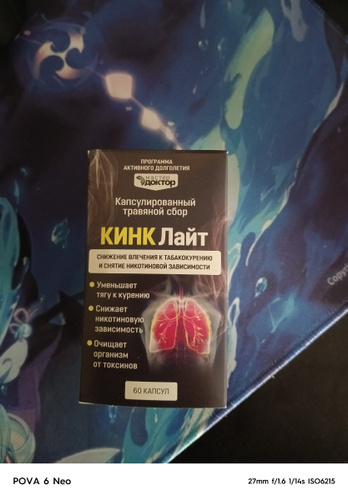 ПРОГРАММА
АКТИВНОГО ДОЛГОЛЕТИЯ
МАСТЕР
ДОКТОР
Капсулированный
травяной сбор
КИНК Лайт
СНИЖЕНИЕ ВЛЕЧЕНИЯ К ТАБАКОКУРЕНИЮ
И СНЯТИЕ НИКОТИНОВОЙ ЗАВИСИМОСТИ
Уменьшает
тягу к курению
Снижает
никотиновую
зависимость
Очищает
организм
от токсинов
60 КАПСУЛ
POVA 6 Neo
27mm f/1.6 1/14s ISO6215